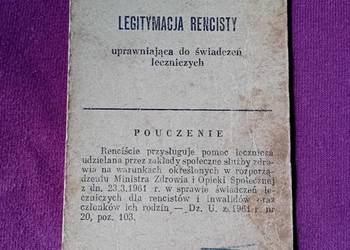 LEGITYMACJA RENCISTY
uprawniająca do świadczeń
leczniczych
POUCZENIE
Renciście przysługuje pomoc lecznicza
udzielana przez zakłady społeczne służby zdro-
wia na warunkach określonych w rozporzą-
dzeniu Ministra Zdrowia i Opieki Społecznej
z dn. 23.3.1961 r. w sprawie świadczeń le-
czniczych dla rencistów i inwalidów oraz
członków ich rodzin — Dz. U. z 1961 r. nr
20, poz. 103.